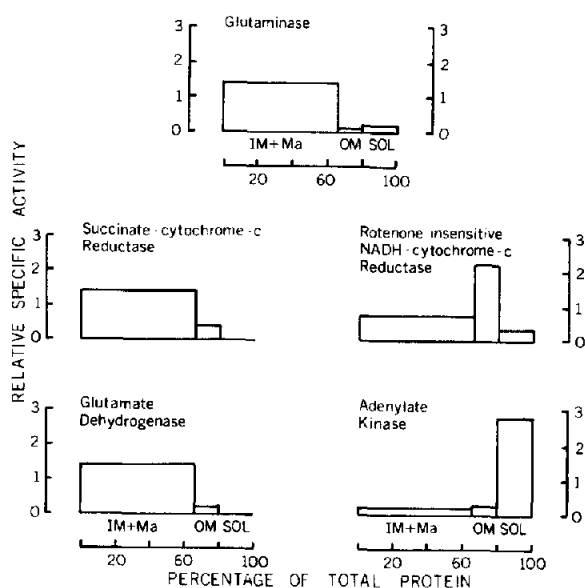 Glutaminase
3
2
1
0
3
2
1
0
IM+Ma OM SOL
20 60 100
RELATIVE SPECIFIC ACTIVITY
Succinate-cytochrome-c
Reductase
3
2
1
0
Rotenone insensitive
NADH-cytochrome-c
Reductase
3
2
1
0
Glutamate
Dehydrogenase
3
2
1
0
IM+Ma OM SOL
20 60 100
Adenylate
Kinase
3
2
1
0
IM+Ma OM SOL
20 60 100
PERCENTAGE OF TOTAL PROTEIN